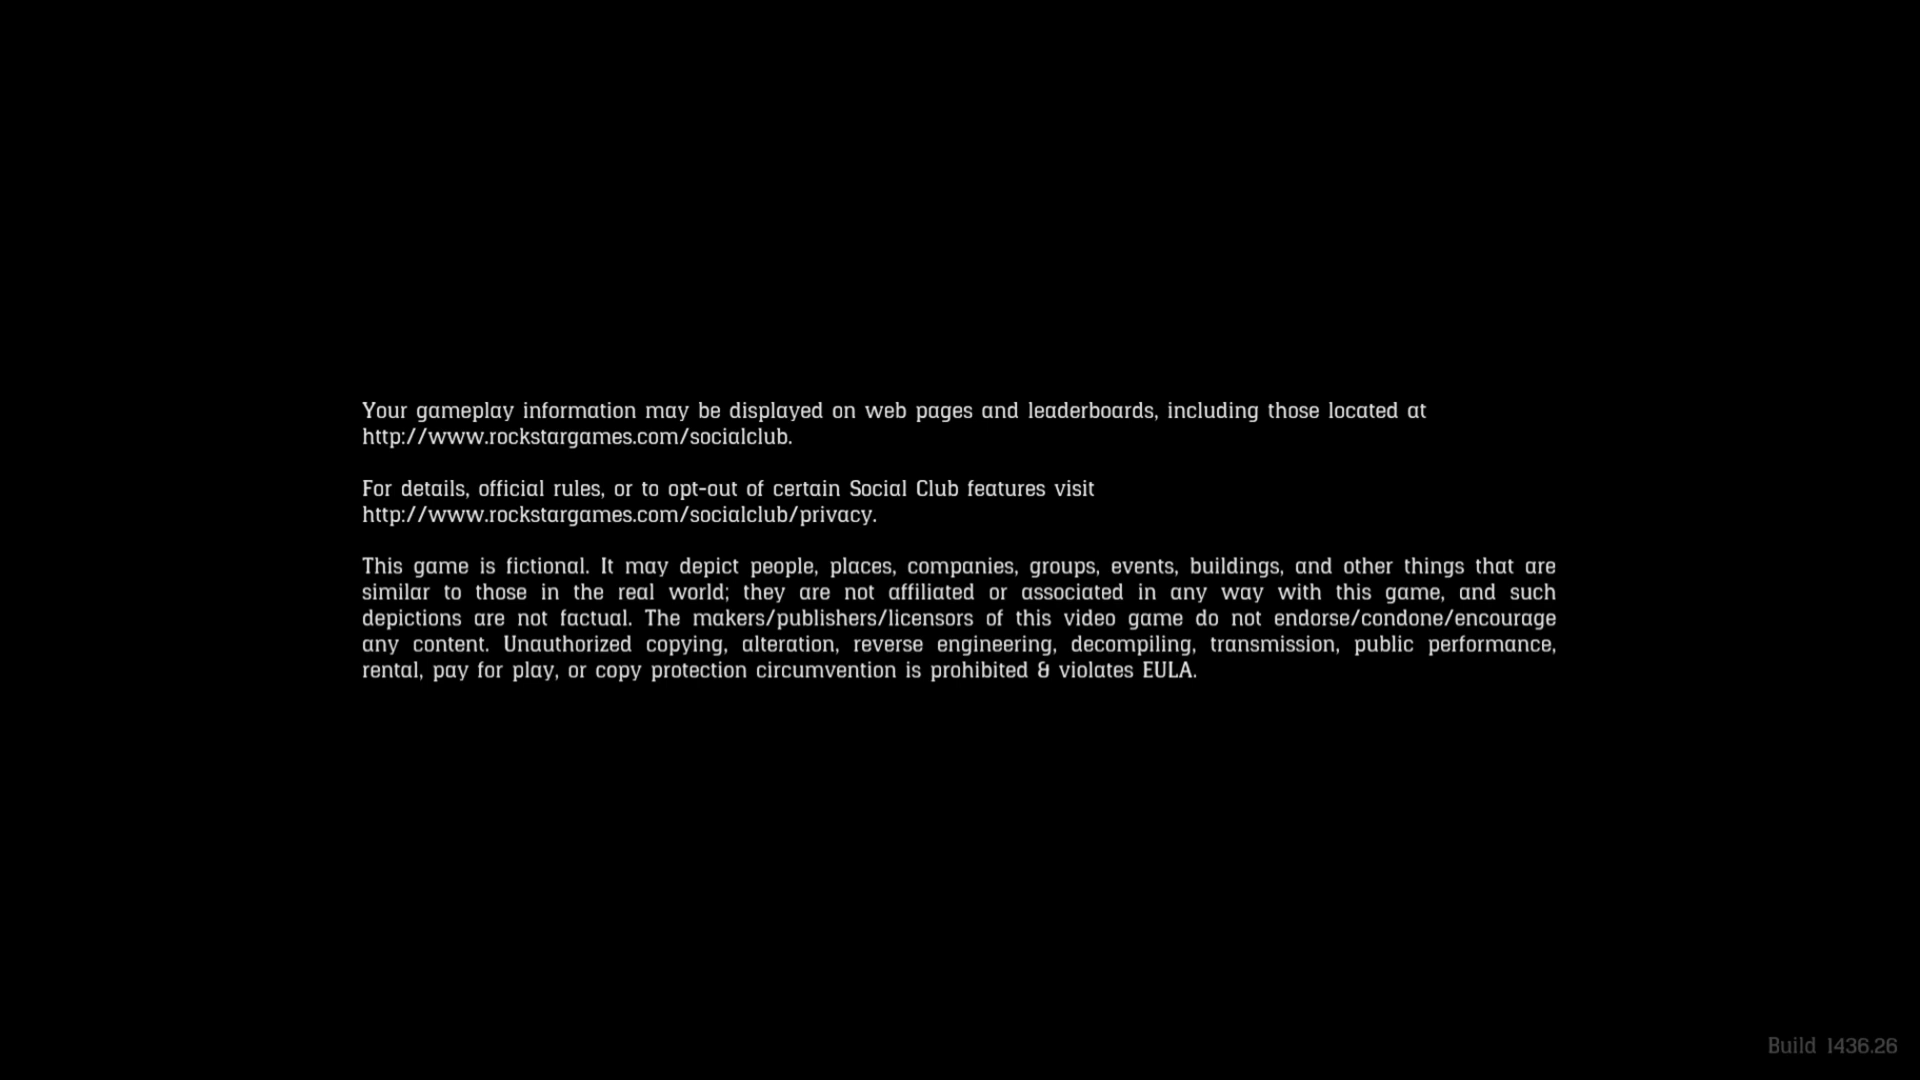 Your gameplay information may be displayed on web pages and leaderboards, including those located at
http://www.rockstargames.com/socialclub.
For details, official rules, or to opt-out of certain Social Club features visit
http://www.rockstargames.com/socialclub/privacy.
This game is fictional. It may depict people, places, companies, groups, events, buildings, and other things that are
similar to those in the real world; they are not affiliated or associated in any way with this game, and such
depictions are not factual. The makers/publishers/licensors of this video game do not endorse/condone/encourage
any content. Unauthorized copying, alteration, reverse engineering, decompiling, transmission, public performance,
rental, pay for play, or copy protection circumvention is prohibited & violates EULA.
Build 1436.26